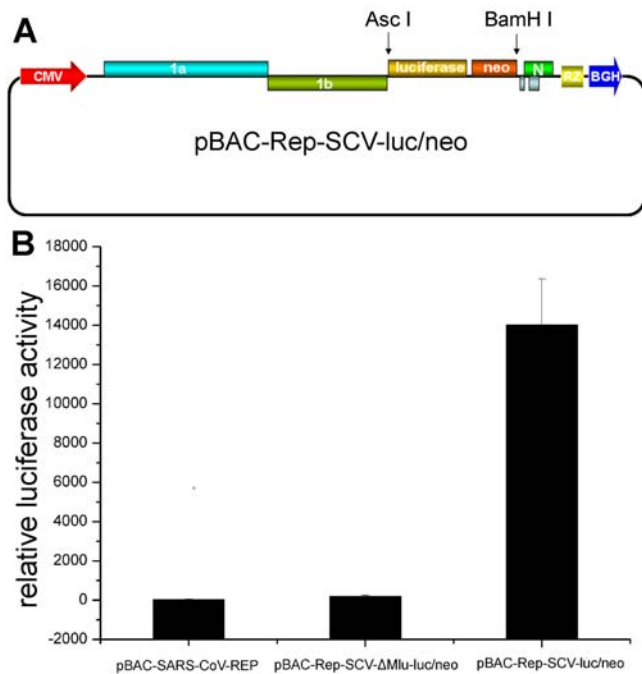 A
Asc I BamH I
CMV 1a luciferase neo N RZ BGH
1b
pBAC-Rep-SCV-luc/neo
B
18000
16000
14000
12000
10000
8000
6000
4000
2000
0
-2000
relative luciferase activity
pBAC-SARS-CoV-REP pBAC-Rep-SCV-ΔMlu-luc/neo pBAC-Rep-SCV-luc/neo